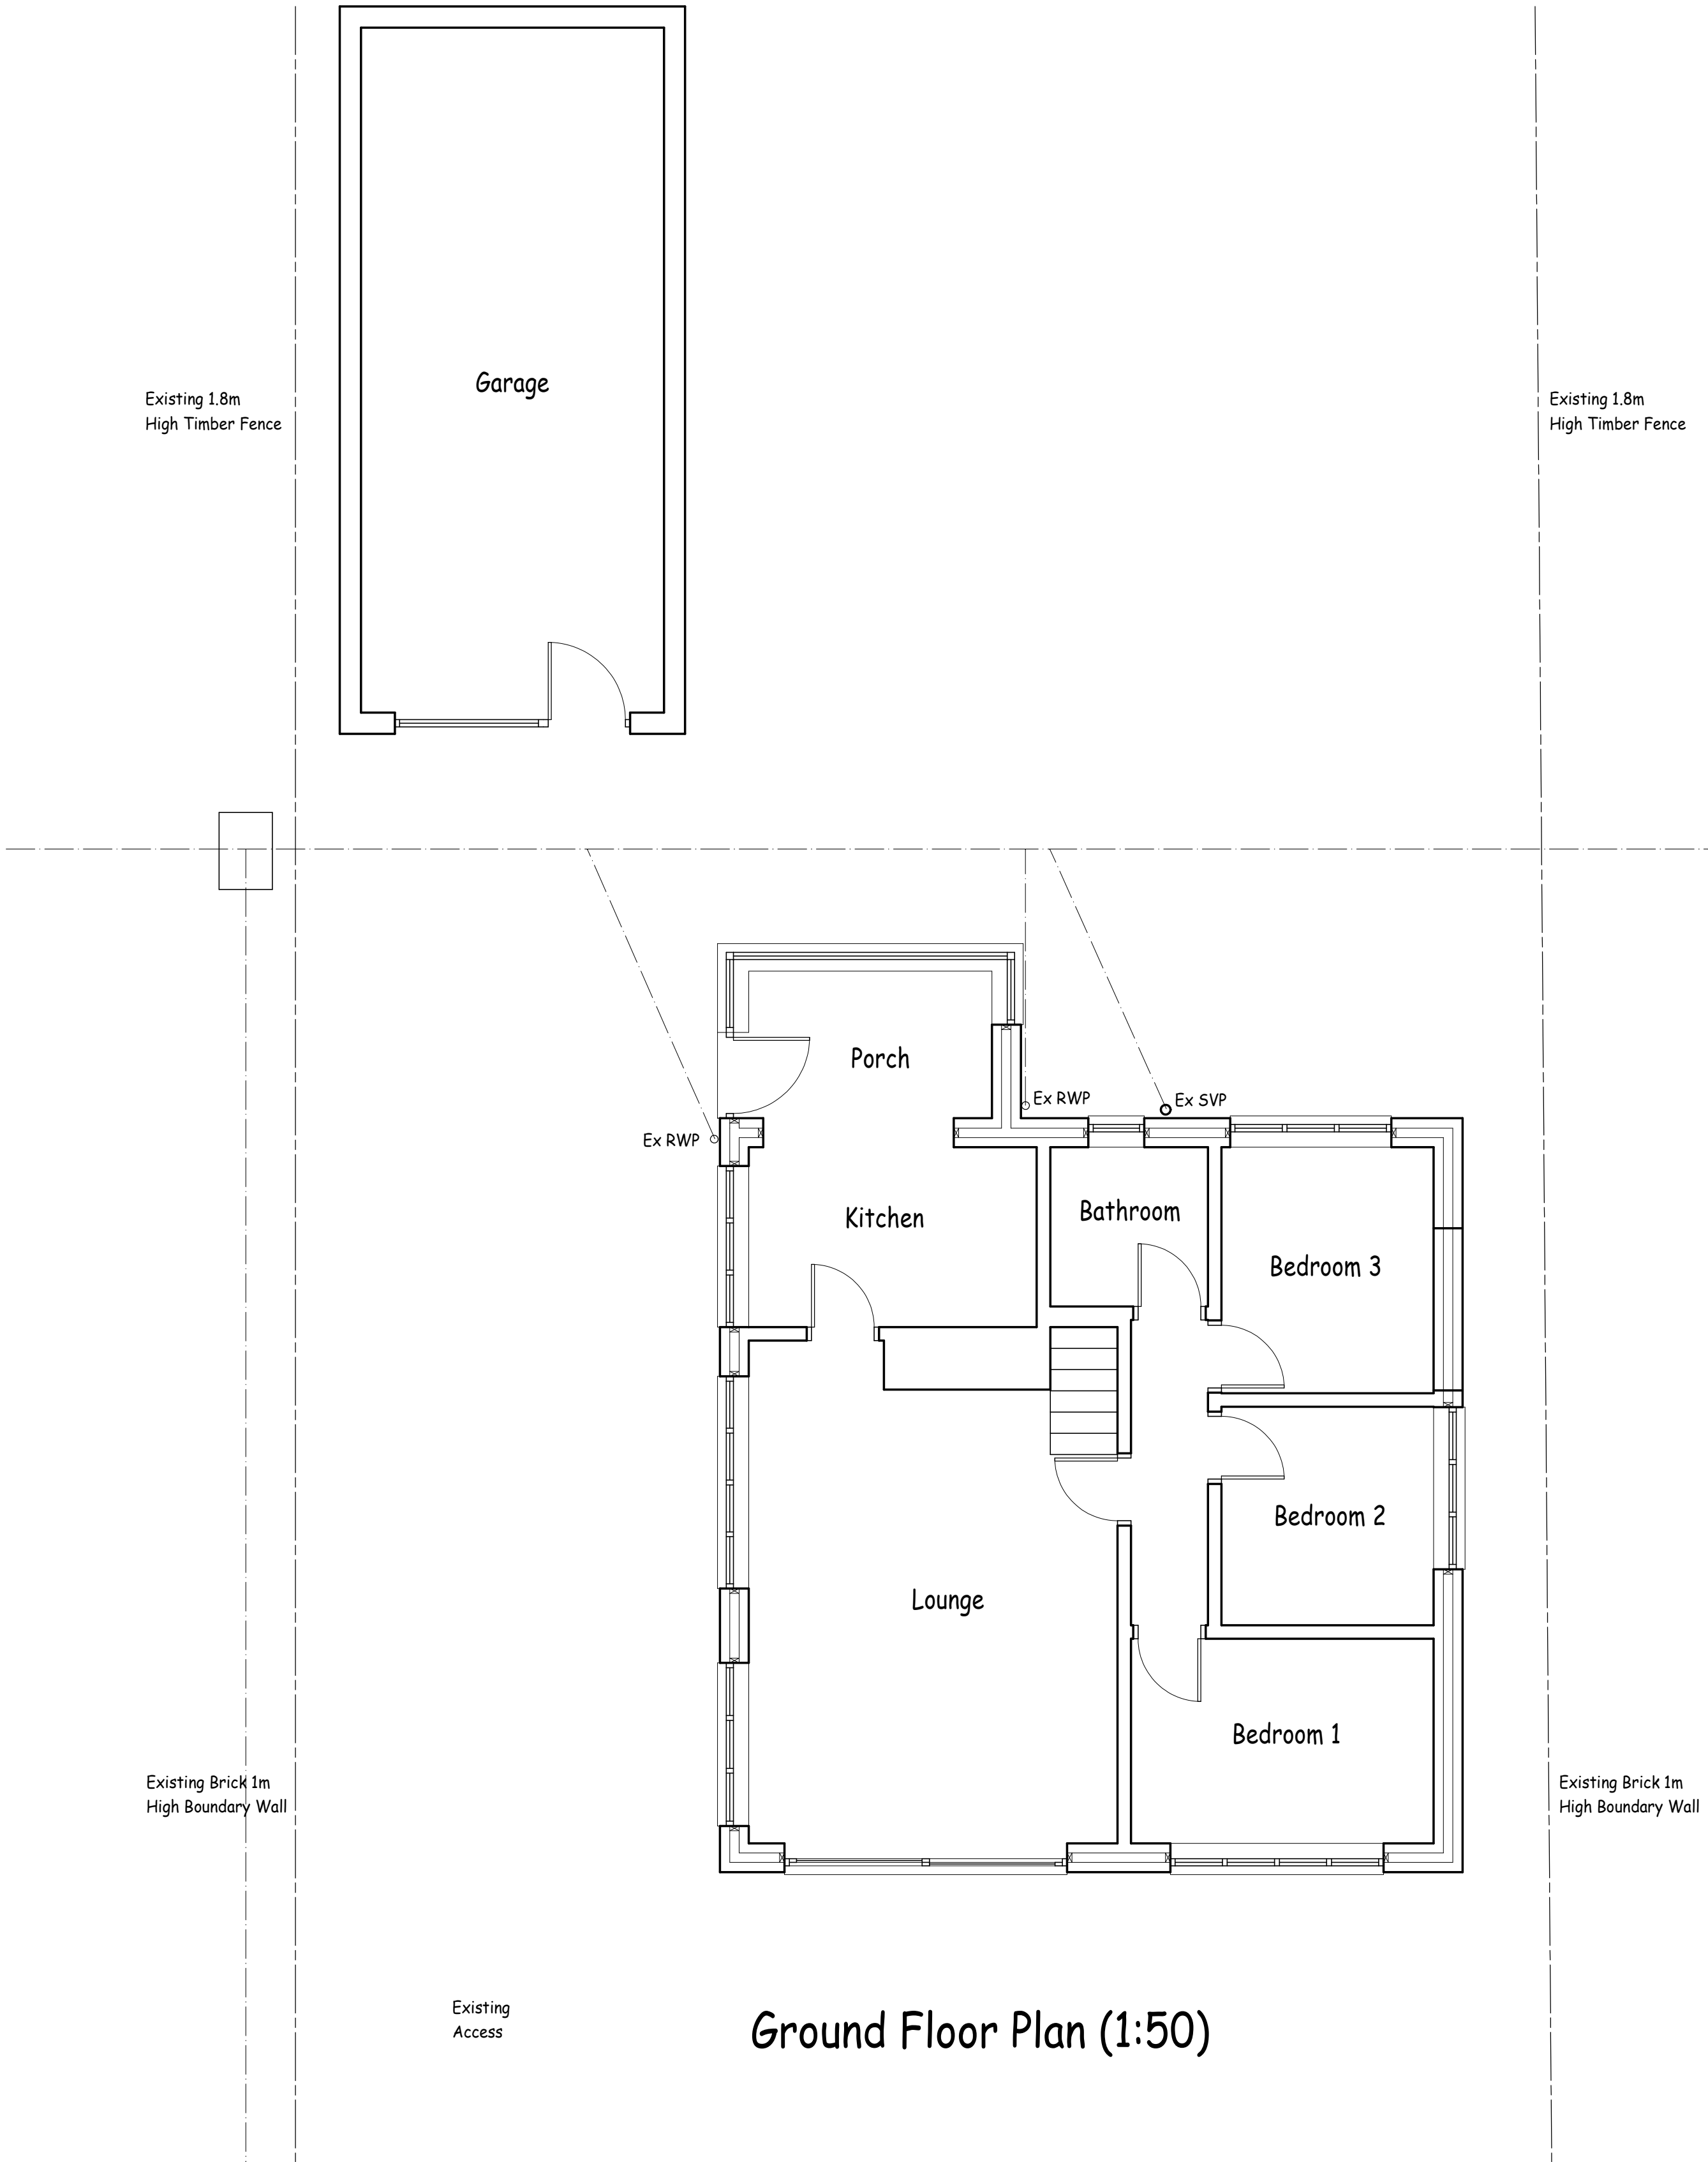 Garage
Existing 1.8m
High Timber Fence
Existing 1.8m
High Timber Fence
Porch
Ex RWP
Ex SVP
Ex RWP
Kitchen
Bathroom
Bedroom 3
Bedroom 2
Lounge
Bedroom 1
Existing Brick 1m
High Boundary Wall
Existing Brick 1m
High Boundary Wall
Existing
Access
Ground Floor Plan (1:50)